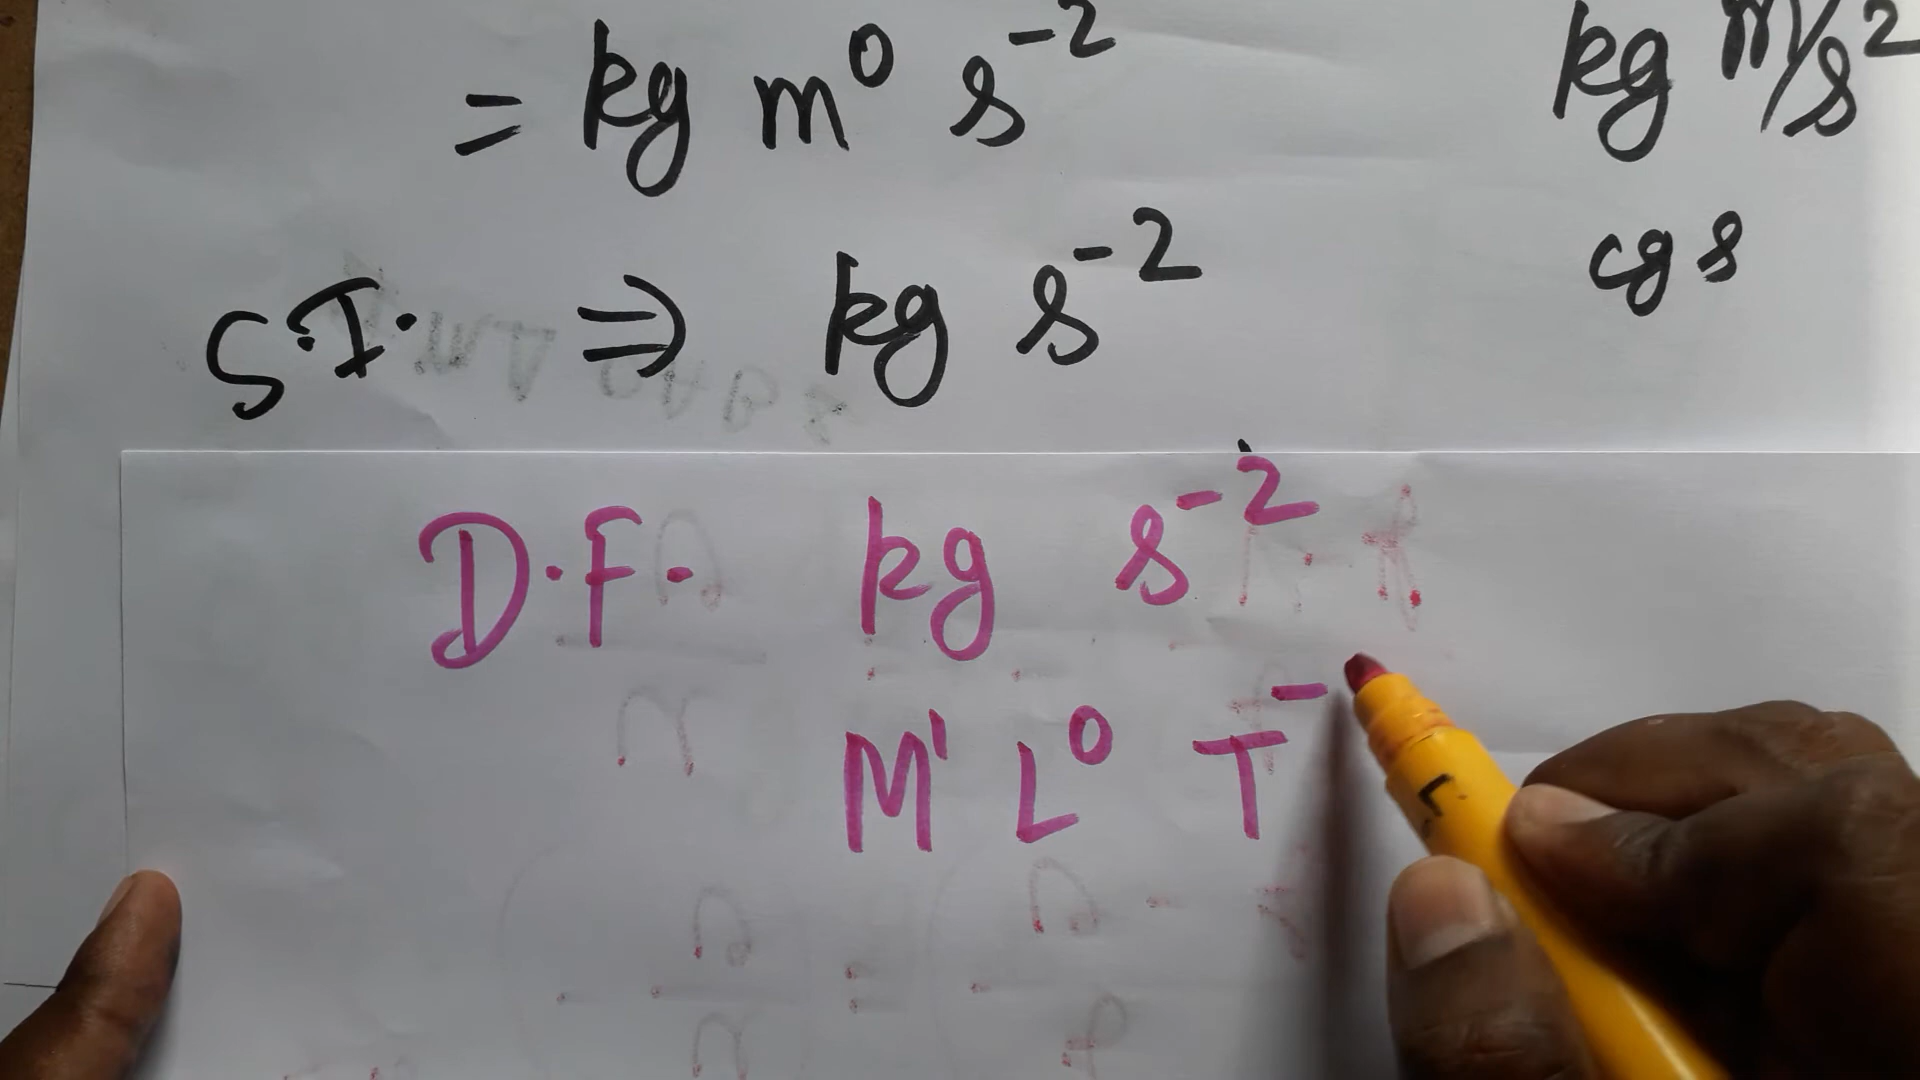 = kg m⁰ s⁻²
kg m/s²
S.I. ⇒ kg s⁻²
cgs
D.F. kg s⁻²
M¹ L⁰ T⁻